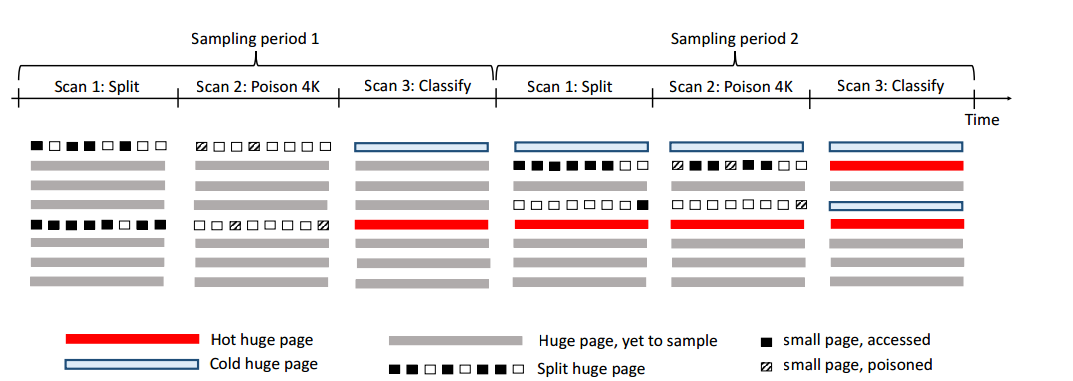 Sampling period 1
Sampling period 2
Scan 1: Split
Scan 2: Poison 4K
Scan 3: Classify
Scan 1: Split
Scan 2: Poison 4K
Scan 3: Classify
Time
Hot huge page
Huge page, yet to sample
small page, accessed
Cold huge page
Split huge page
small page, poisoned